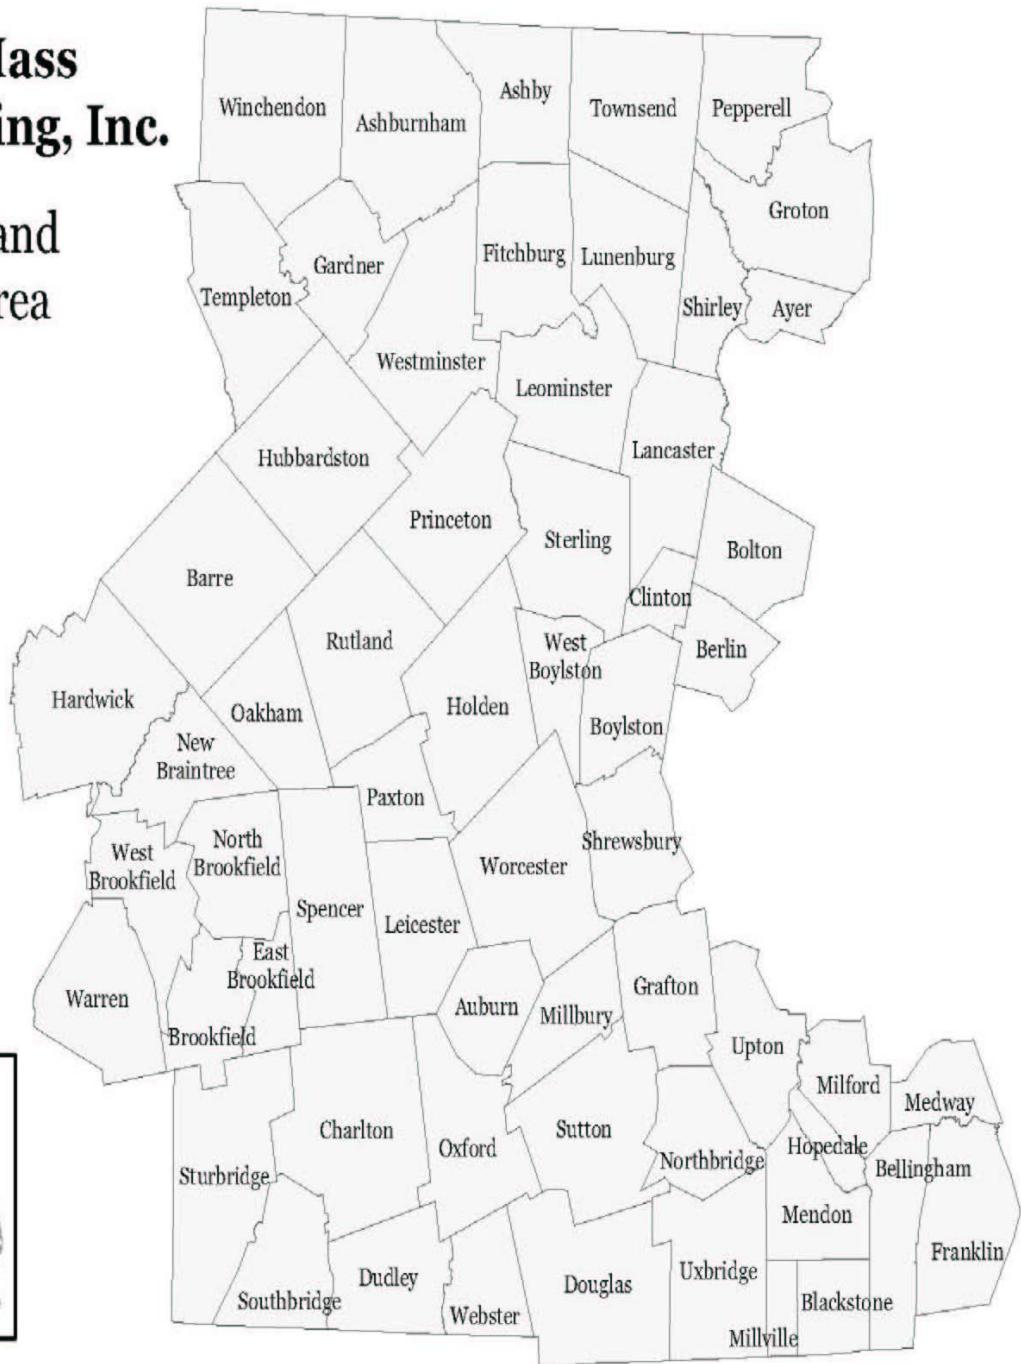 ing, Inc.
and
Winchendon
Ashburnham
Ashby
Townsend
Pepperell
Groton
Templeton
Gardner
Fitchburg
Lunenburg
Shirley
Ayer
Westminster
Leominster
Lancaster
Hubbardston
Princeton
Sterling
Bolton
Clinton
Barre
Rutland
West
Boylston
Berlin
Hardwick
Oakham
Holden
Boylston
New
Braintree
Paxton
Shrewsbury
West
Brookfield
North
Brookfield
Worcester
Spencer
Leicester
East
Brookfield
Warren
Brookfield
Auburn
Millbury
Grafton
Upton
Milford
Medway
Charlton
Oxford
Sutton
Northbridge
Hopedale
Bellingham
Sturbridge
Mendon
Franklin
Southbridge
Dudley
Webster
Douglas
Uxbridge
Blackstone
Millville